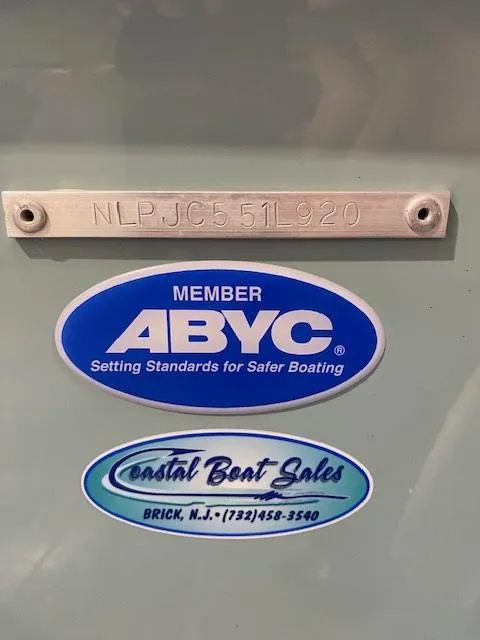 NLPJC551L920
MEMBER
ABYC®
Setting Standards for Safer Boating
Coastal Boat Sales
BRICK, N.J. • (732)458-3540